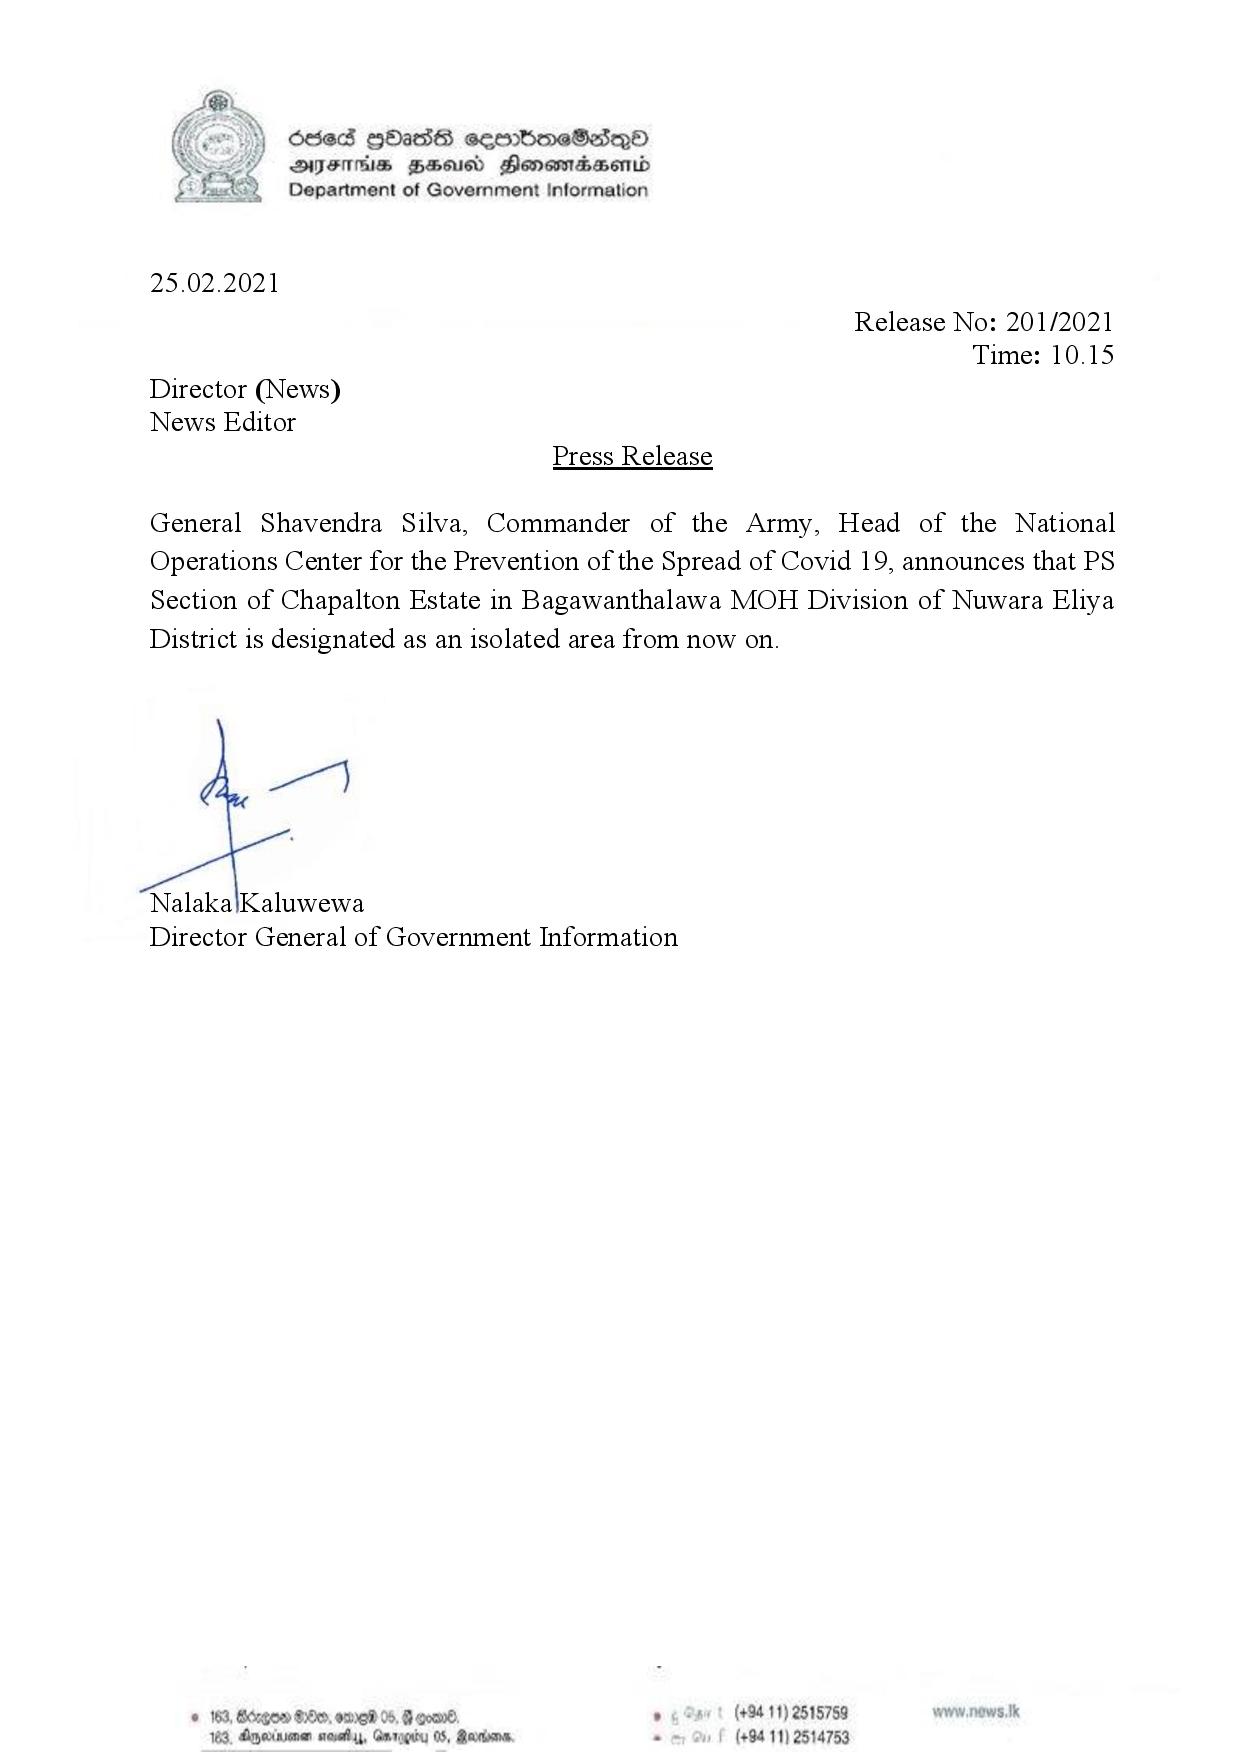 රජයේ ප්‍රවෘත්ති දෙපාර්තමේන්තුව
அரசாங்க தகவல் திணைக்களம்
Department of Government Information
25.02.2021
Release No: 201/2021
Time: 10.15
Director (News)
News Editor
Press Release
General Shavendra Silva, Commander of the Army, Head of the National
Operations Center for the Prevention of the Spread of Covid 19, announces that PS
Section of Chapalton Estate in Bagawanthalawa MOH Division of Nuwara Eliya
District is designated as an isolated area from now on.
Nalaka Kaluwewa
Director General of Government Information
163, කිරුලපන මාවත, කොළඹ 05, ශ්‍රී ලංකාව.
163, கிருலப்பனை எவனியூ, கொழும்பு 05, இலங்கை.
t (+94 11) 2515759
f (+94 11) 2514753
www.news.lk